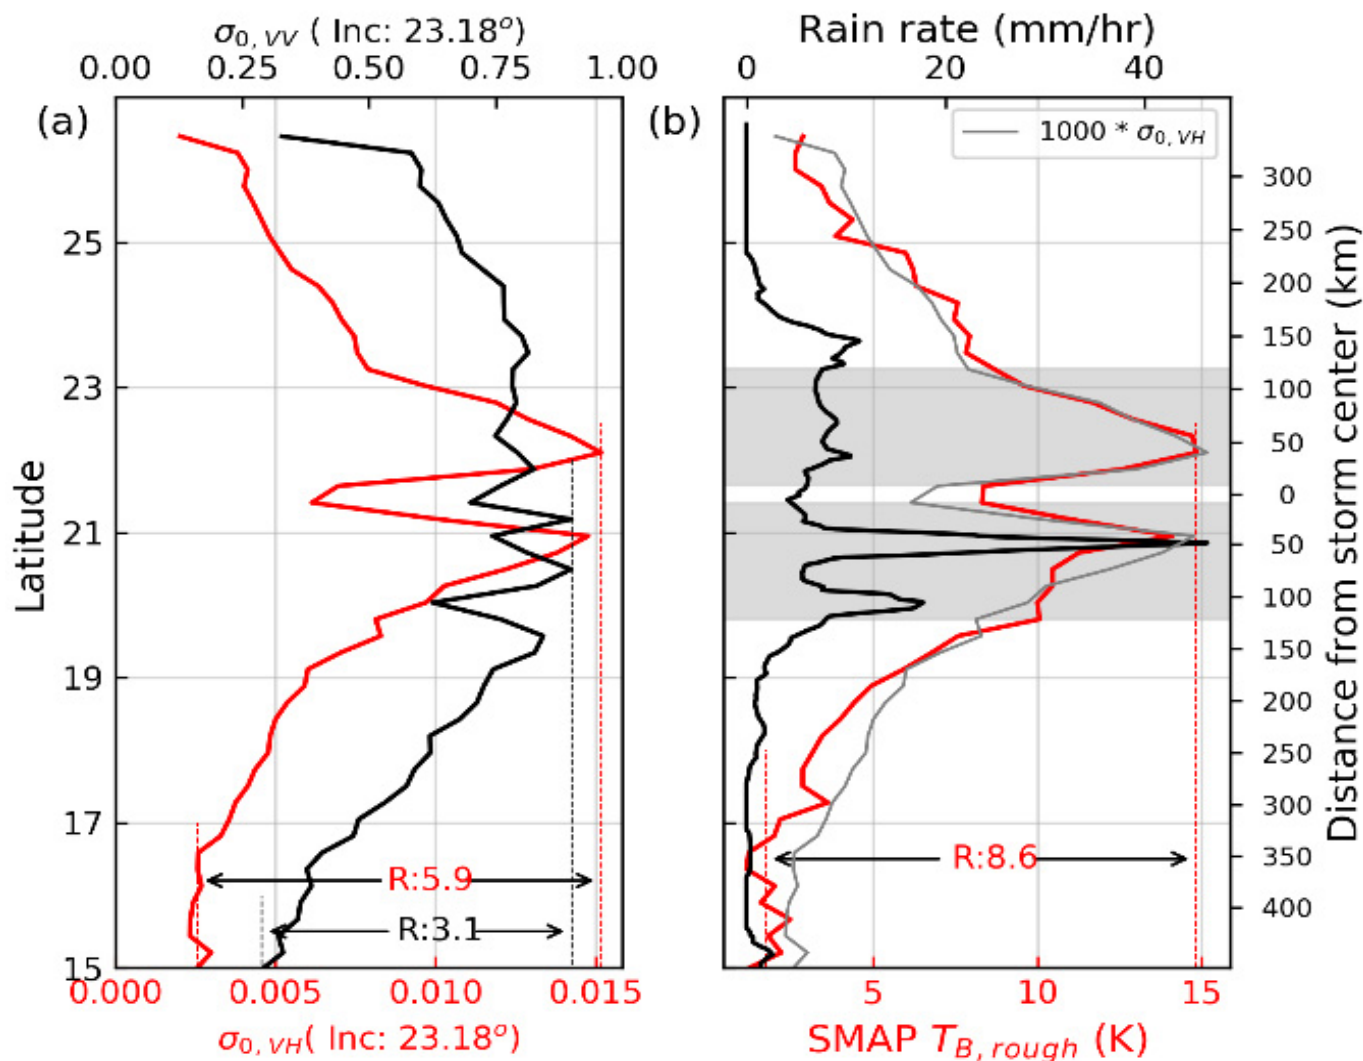 σ0,VV ( Inc: 23.18°)
0.00 0.25 0.50 0.75 1.00
Rain rate (mm/hr)
0 20 40
(a)
(b)
1000 * σ0,VH
Latitude
25
23
21
19
17
15
R:5.9
R:3.1
R:8.6
300
250
200
150
100
50
0
50
100
150
200
250
300
350
400
Distance from storm center (km)
0.000 0.005 0.010 0.015
σ0,VH( Inc: 23.18°)
5 10 15
SMAP TB,rough (K)